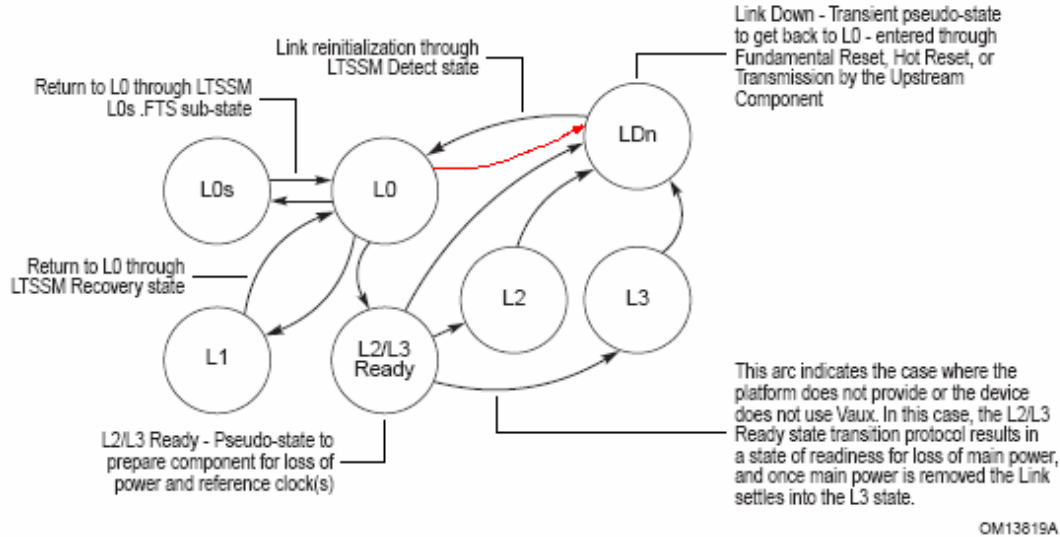 Link Down - Transient pseudo-state
to get back to L0 - entered through
Fundamental Reset, Hot Reset, or
Transmission by the Upstream
Component
Link reinitialization through
LTSSM Detect state
Return to L0 through LTSSM
L0s .FTS sub-state
LDn
L0s
L0
Return to L0 through
LTSSM Recovery state
L2
L3
L1
L2/L3
Ready
This arc indicates the case where the
platform does not provide or the device
does not use Vaux. In this case, the L2/L3
Ready state transition protocol results in
a state of readiness for loss of main power,
and once main power is removed the Link
settles into the L3 state.
L2/L3 Ready - Pseudo-state to
prepare component for loss of
power and reference clock(s)
OM13819A